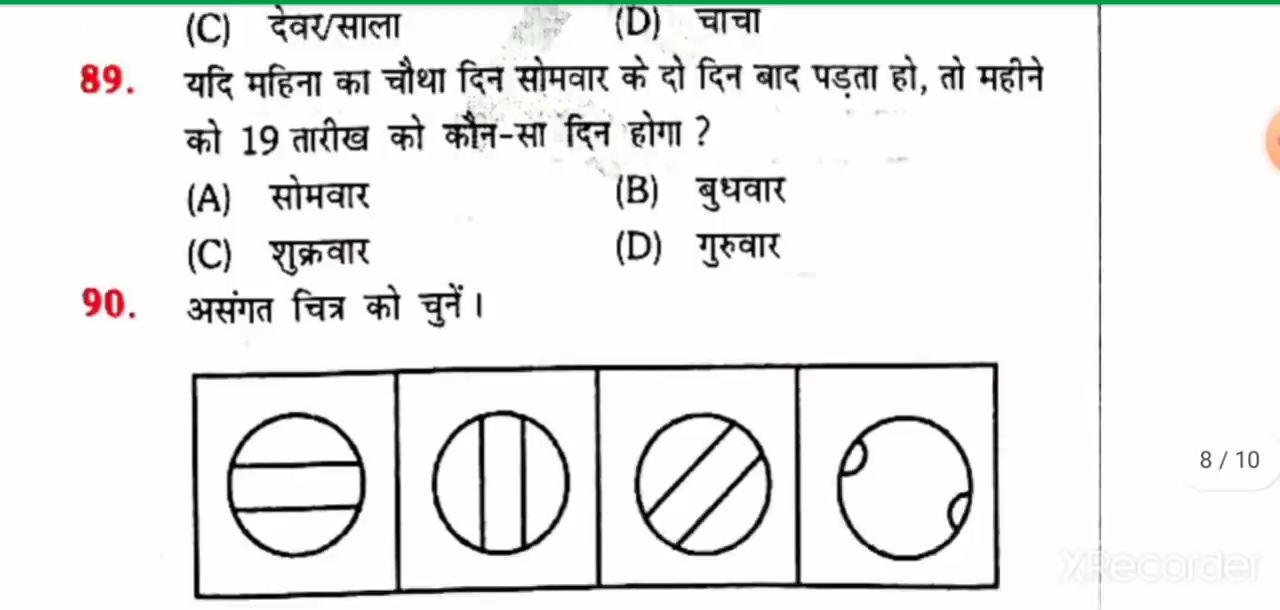 (C) देवर/साला (D) चाचा
89. यदि महिना का चौथा दिन सोमवार के दो दिन बाद पड़ता हो, तो महीने
को 19 तारीख को कौन-सा दिन होगा ?
(A) सोमवार (B) बुधवार
(C) शुक्रवार (D) गुरुवार
90. असंगत चित्र को चुनें।
8 / 10
XRecorder